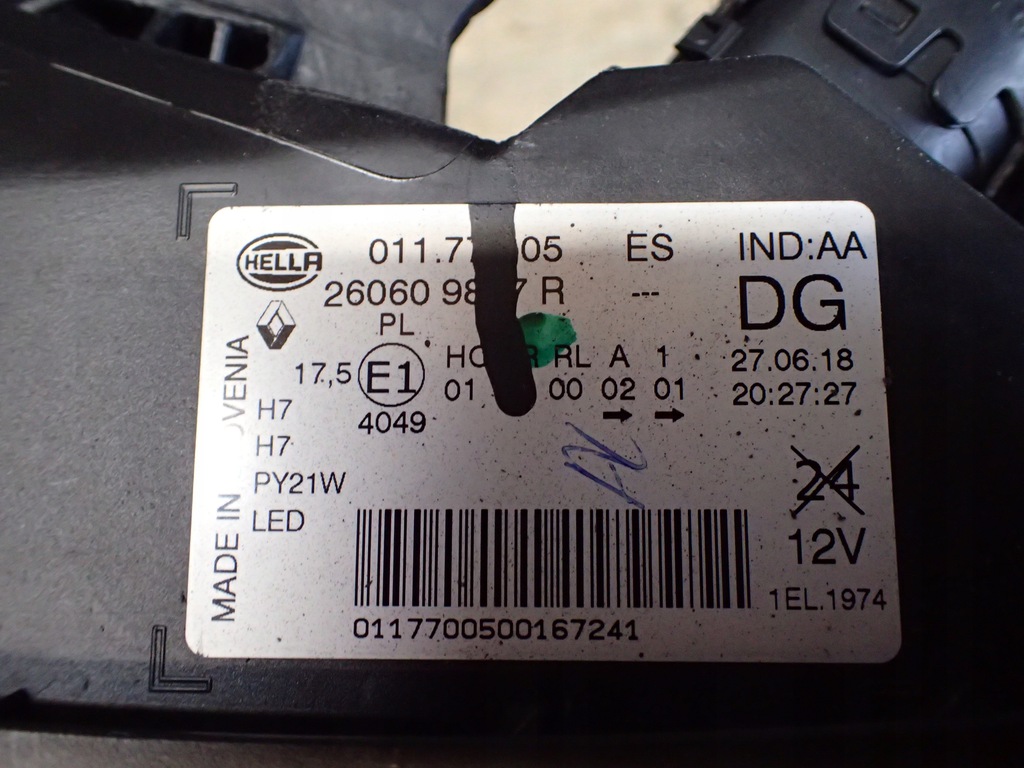 HELLA
011.77 05 ES IND:AA
26060 98 7 R --- DG
PL
17,5 E1 RL A 1 27.06.18
01 00 02 01 20:27:27
4049
H7
H7
PY21W
LED
MADE IN
24
12V
1EL.1974
0117700500167241